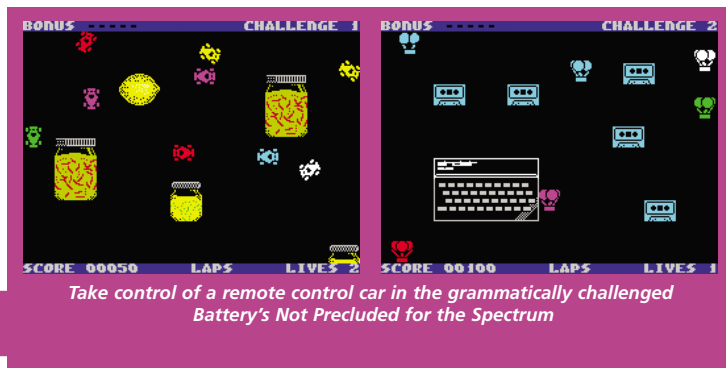 BONUS ----- CHALLENGE 1
SCORE 00050 LAPS LIVES 2
BONUS ----- CHALLENGE 2
SCORE 00100 LAPS LIVES 1
Take control of a remote control car in the grammatically challenged
Battery's Not Precluded for the Spectrum